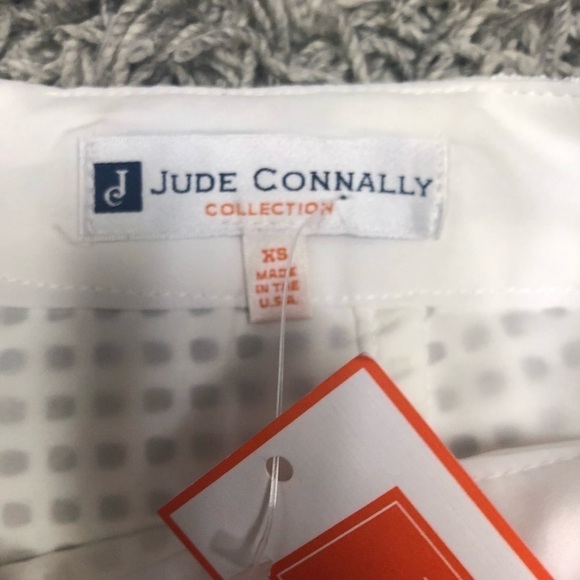 JC
JUDE CONNALLY
COLLECTION
XS
MADE
IN THE
U.S.A.